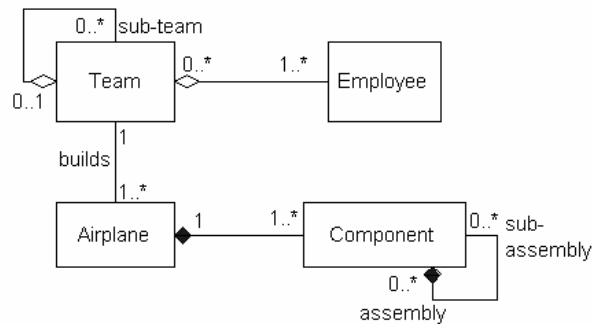 0..* sub-team
Team
0..*
1..*
Employee
0..1
1
builds
1..*
Airplane
1
1..*
Component
0..*
sub-
assembly
0..*
assembly